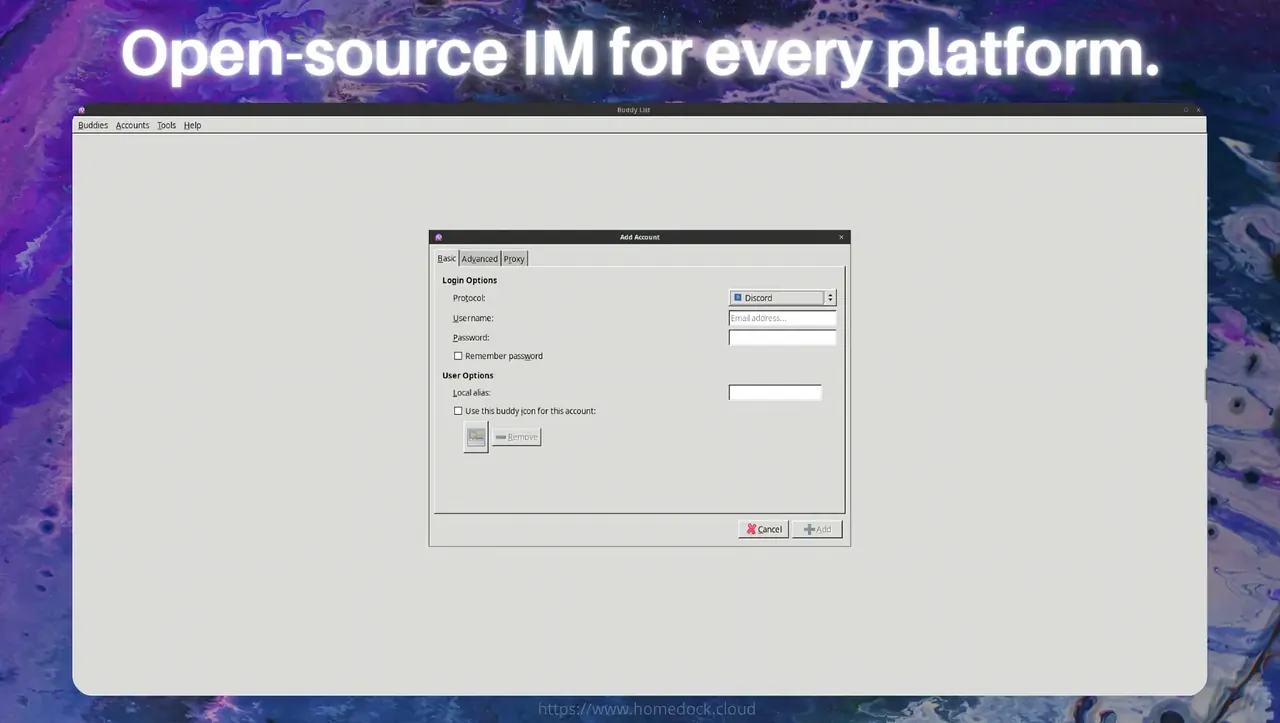 Open-source IM for every platform.
Buddy List
Buddies Accounts Tools Help
Add Account
Basic Advanced Proxy
Login Options
Protocol: Discord
Username: Email address...
Password:
Remember password
User Options
Local alias:
Use this buddy icon for this account:
Remove
Cancel Add
https://www.homedock.cloud